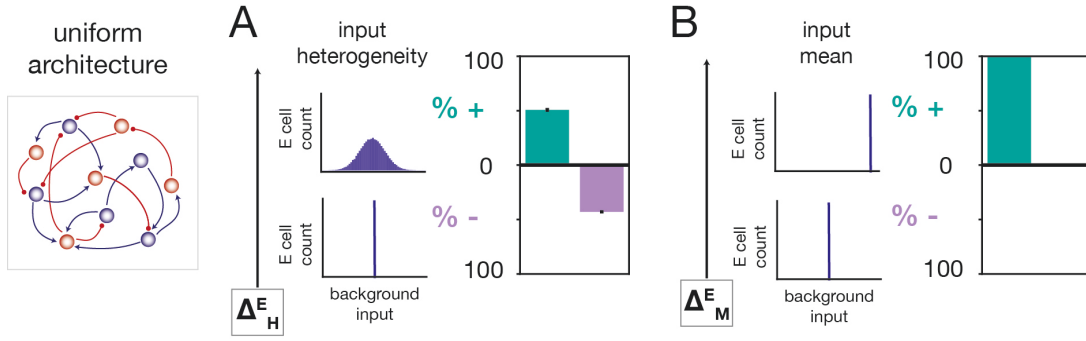 uniform
architecture
A
input
heterogeneity
E cell
count
E cell
count
background
input
Δ^E_H
% +
% -
100
0
100
B
input
mean
E cell
count
E cell
count
background
input
Δ^E_M
% +
% -
100
0
100